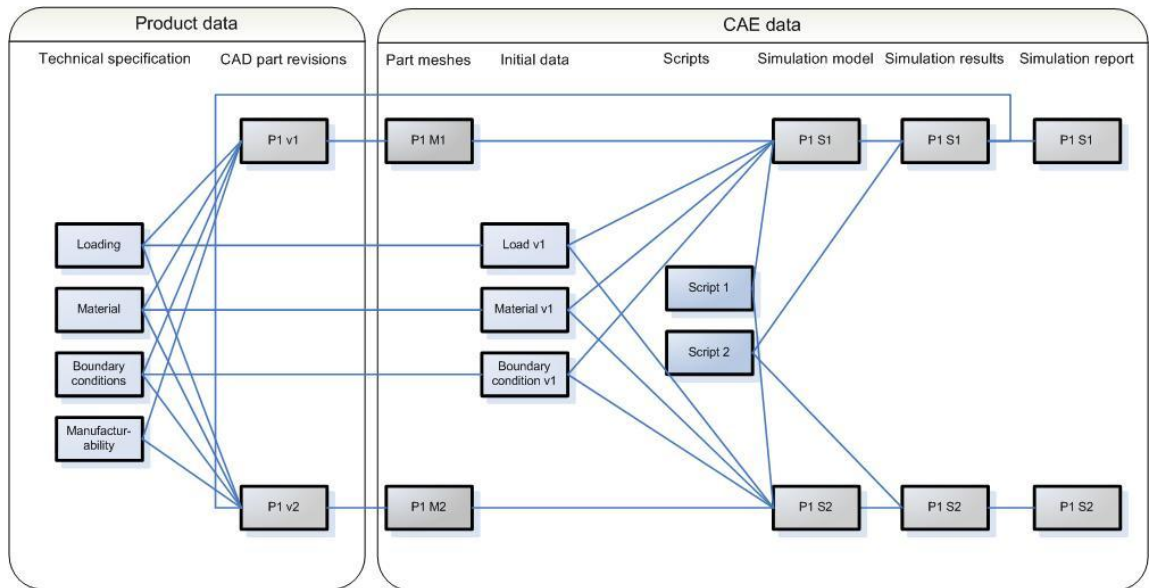 Product data
CAE data
Technical specification
CAD part revisions
Part meshes
Initial data
Scripts
Simulation model
Simulation results
Simulation report
P1 v1
P1 M1
P1 S1
P1 S1
P1 S1
Loading
Load v1
Script 1
Material
Material v1
Script 2
Boundary
conditions
Boundary
condition v1
Manufactur-
ability
P1 v2
P1 M2
P1 S2
P1 S2
P1 S2